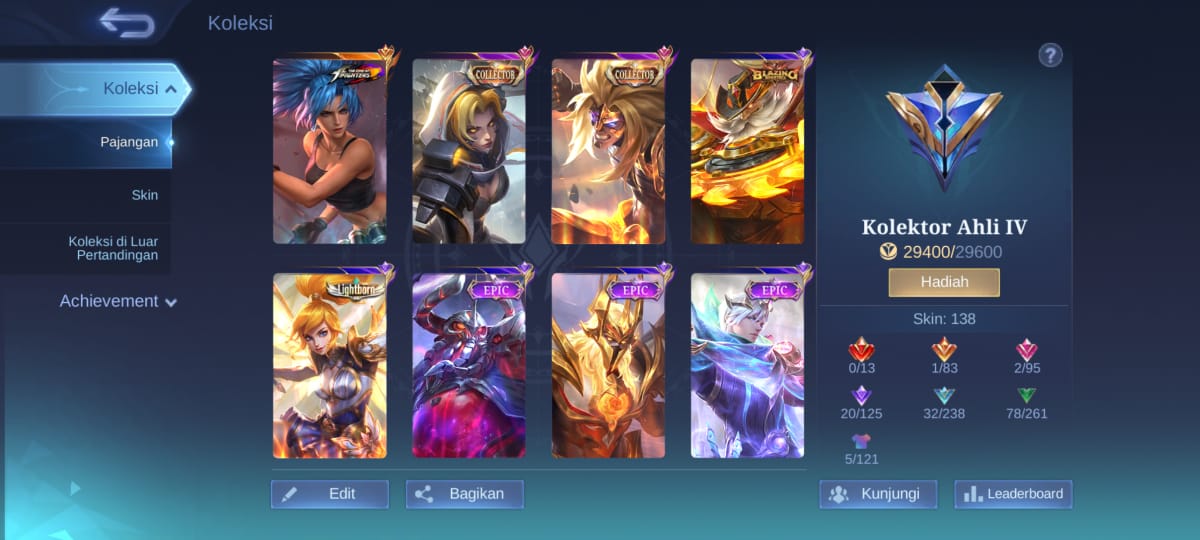 Koleksi
Koleksi
Pajangan
Skin
Koleksi di Luar
Pertandingan
Achievement
THE KING OF
FIGHTERS
COLLECTOR
COLLECTOR
BLAZING
Lightborn
EPIC
EPIC
EPIC
Edit
Bagikan
?
Kolektor Ahli IV
29400/29600
Hadiah
Skin: 138
0/13
1/83
2/95
20/125
32/238
78/261
5/121
Kunjungi
Leaderboard